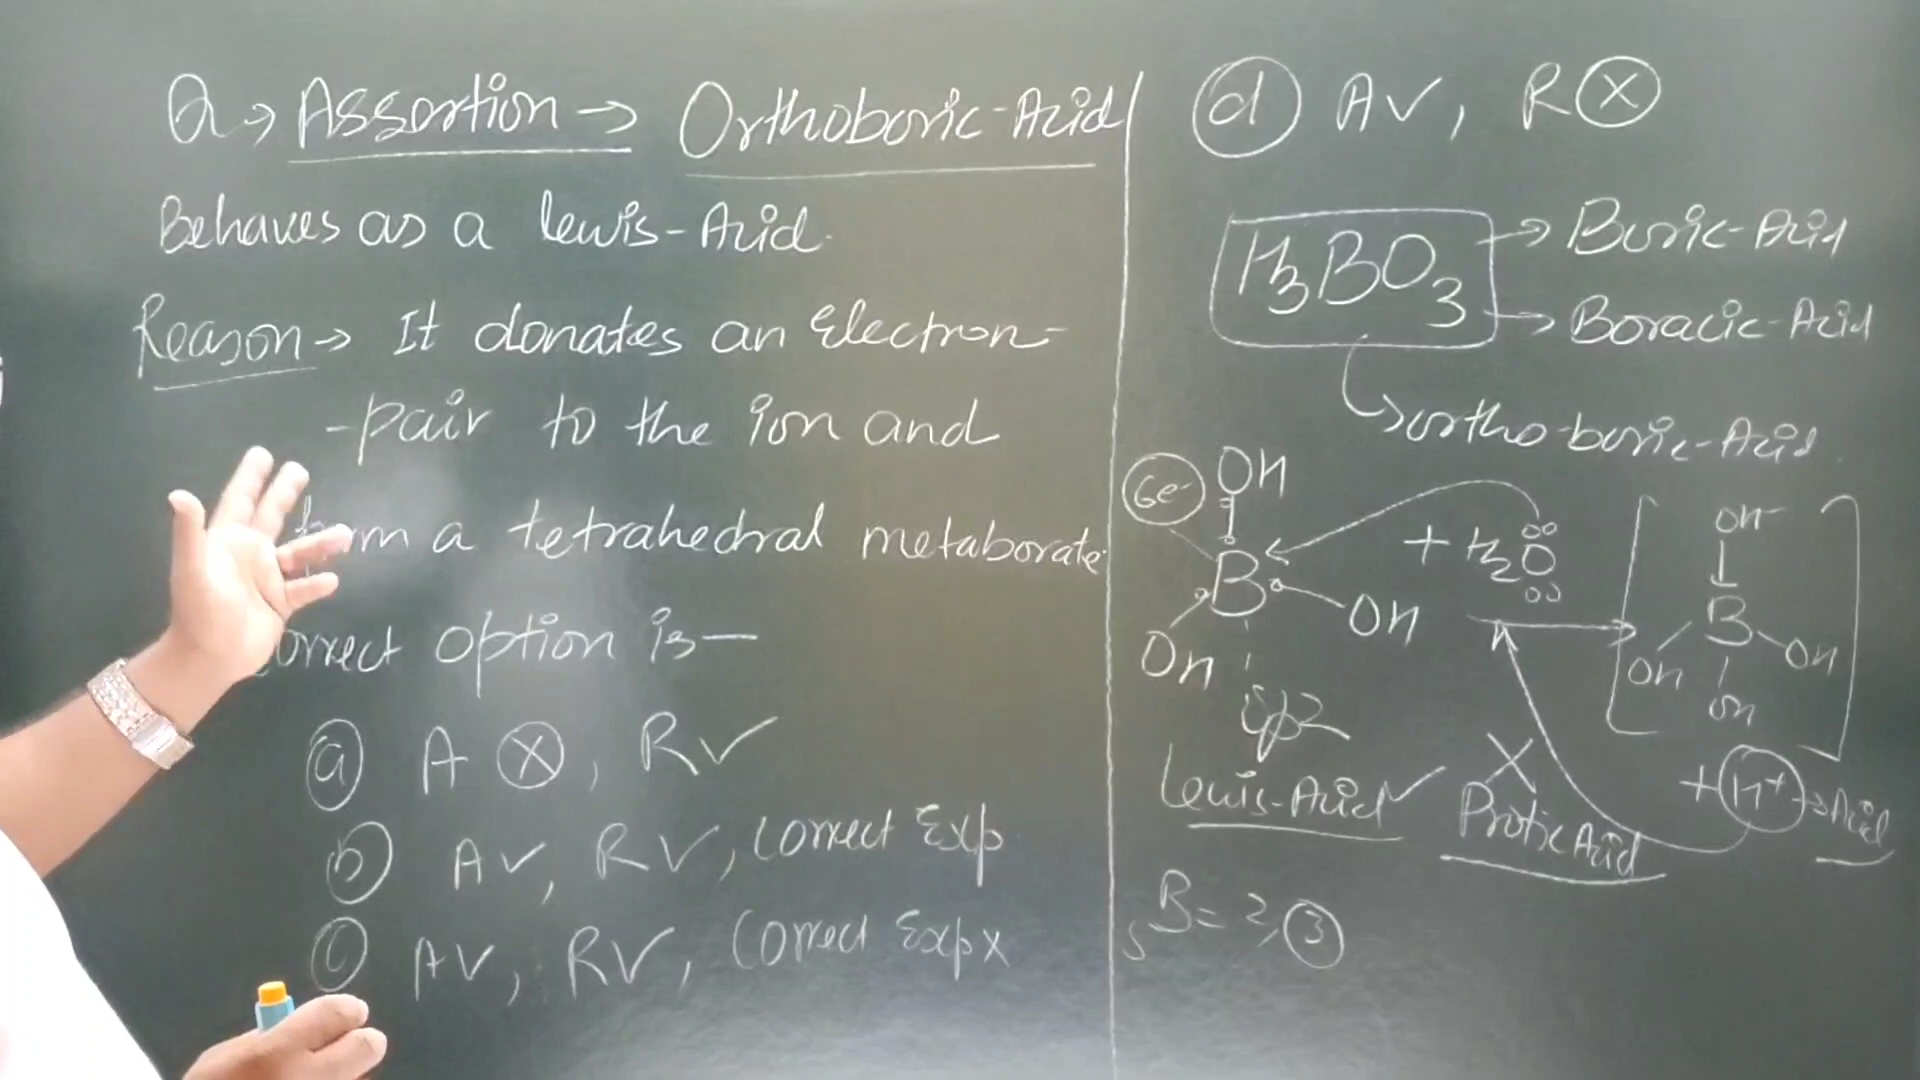 Q → Assertion → Orthoboric-Acid
Behaves as a lewis-Acid.
Reason → It donates an Electron-
-pair to the ion and
form a tetrahedral metaborate.
Correct option is —
(a) A ⓧ, R✓
(b) A✓, R✓, Correct Exp
(c) A✓, R✓, Correct Exp x
(d) A✓, R ⓧ
H₃BO₃ → Boric-Acid
→ Boracic-Acid
↳ ortho-boric-Acid.
6e⁻ OH
B OH
OH
sp²
+ H₂O →
OH⁻
B
OH OH
OH
+ H⁺ → Acid
Lewis-Acid ✓
X
Protic Acid
₅B = 2, 3